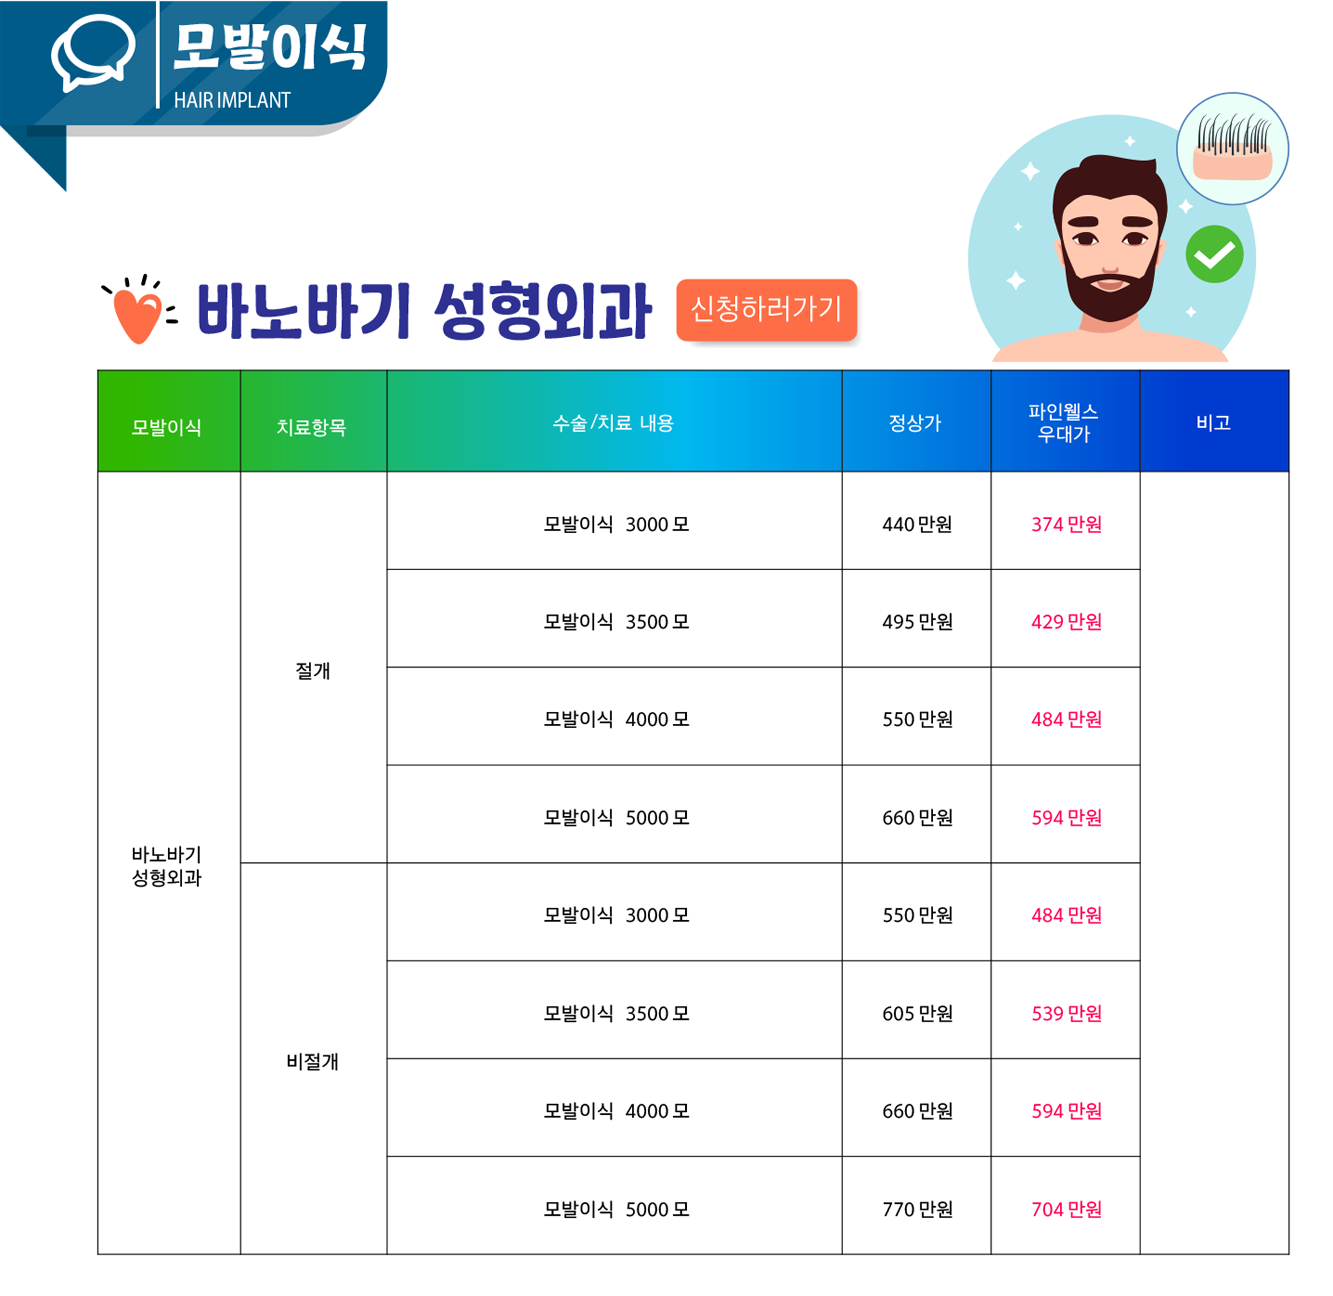 모발이식
HAIR IMPLANT
바노바기 성형외과 신청하러가기
모발이식 치료항목 수술/치료 내용 정상가 파인웰스 우대가 비고
바노바기
성형외과
절개
모발이식 3000 모 440 만원 374 만원
모발이식 3500 모 495 만원 429 만원
모발이식 4000 모 550 만원 484 만원
모발이식 5000 모 660 만원 594 만원
비절개
모발이식 3000 모 550 만원 484 만원
모발이식 3500 모 605 만원 539 만원
모발이식 4000 모 660 만원 594 만원
모발이식 5000 모 770 만원 704 만원